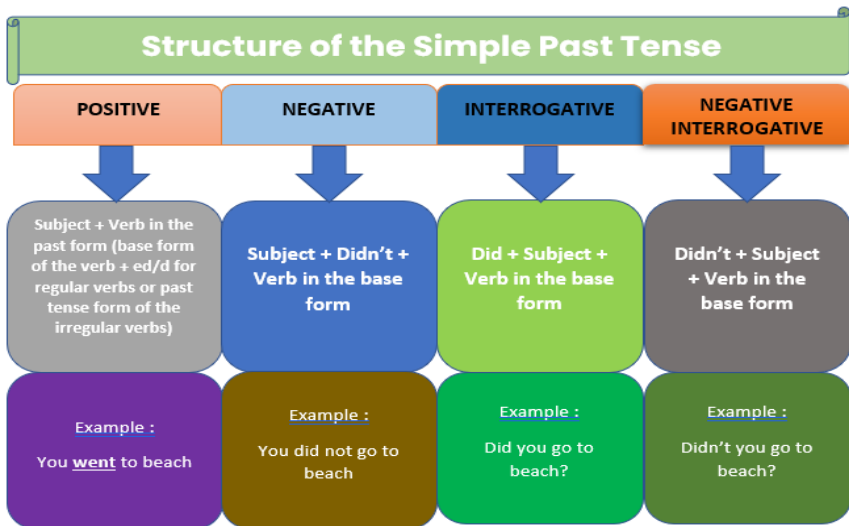 Structure of the Simple Past Tense
POSITIVE
NEGATIVE
INTERROGATIVE
NEGATIVE
INTERROGATIVE
Subject + Verb in the
past form (base form
of the verb + ed/d for
regular verbs or past
tense form of the
irregular verbs)
Subject + Didn’t +
Verb in the base
form
Did + Subject +
Verb in the base
form
Didn’t + Subject
+ Verb in the
base form
Example :
You went to beach
Example :
You did not go to
beach
Example :
Did you go to
beach?
Example :
Didn’t you go to
beach?